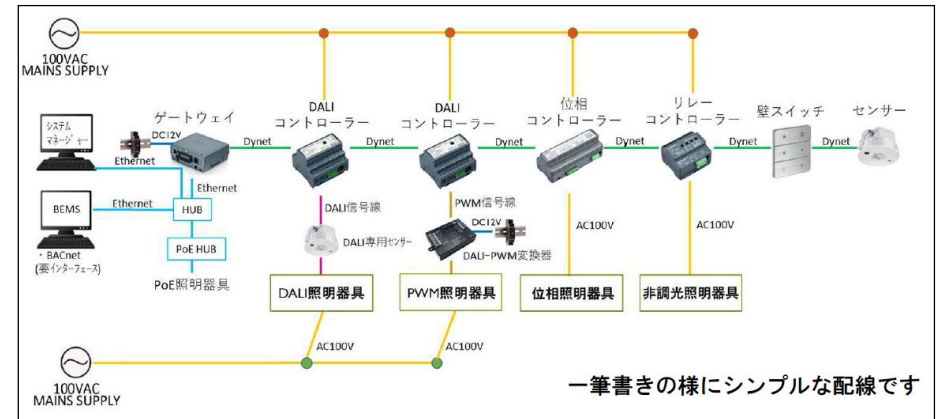 100VAC
MAINS SUPPLY
ゲートウェイ
DALI
コントローラー
DALI
コントローラー
位相
コントローラー
リレー
コントローラー
壁スイッチ
センサー
システム
マネージャー
DC12V
Dynet
Dynet
Dynet
Dynet
Dynet
Dynet
Ethernet
Ethernet
BEMS
Ethernet
HUB
・BACnet
(要インターフェース)
PoE HUB
PoE照明器具
DALI信号線
DALI専用センサー
PWM信号線
DC12V
DALI-PWM変換器
AC100V
AC100V
DALI照明器具
PWM照明器具
位相照明器具
非調光照明器具
AC100V
AC100V
100VAC
MAINS SUPPLY
一筆書きの様にシンプルな配線です